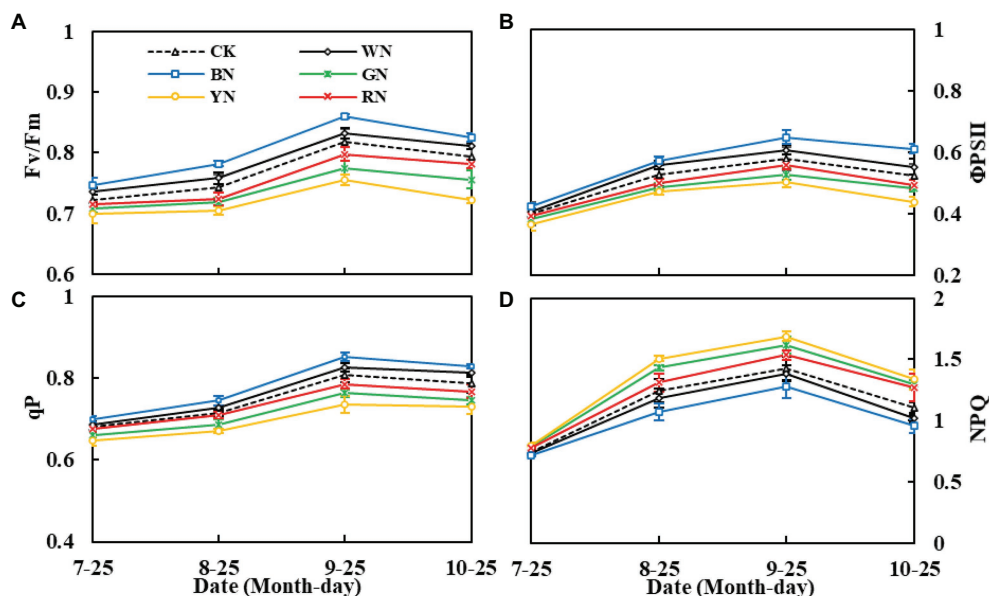 A
1
0.9
0.8
0.7
0.6
Fv/Fm
CK
WN
BN
GN
YN
RN
B
1
0.8
0.6
0.4
0.2
ΦPSII
C
1
0.8
0.6
0.4
qP
7-25
8-25
9-25
10-25
Date (Month-day)
D
2
1.5
1
0.5
0
NPQ
7-25
8-25
9-25
10-25
Date (Month-day)